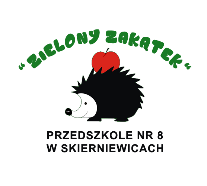 "ZIELONY ZAKĄTEK"
PRZEDSZKOLE NR 8
W SKIERNIEWICACH